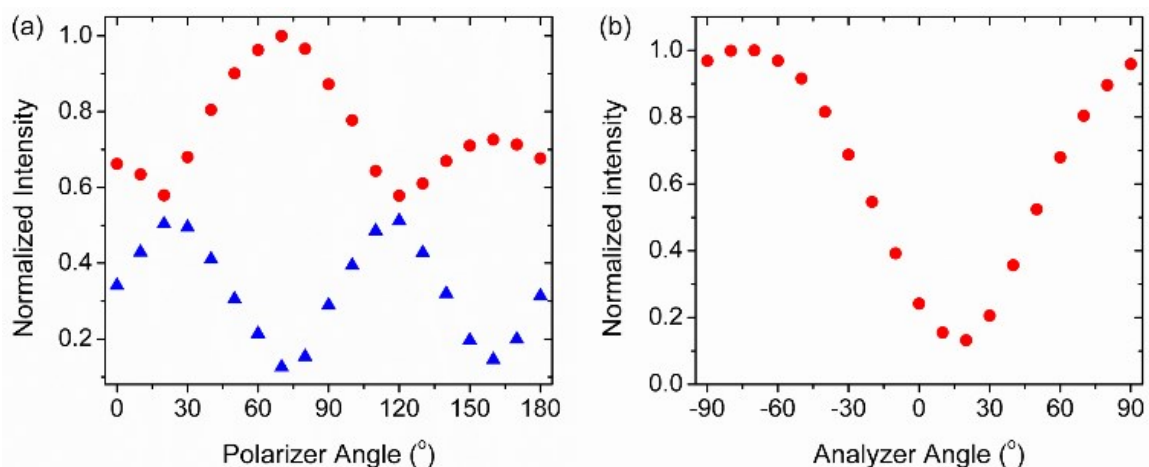 (a)
1.0
0.8
0.6
0.4
0.2
Normalized Intensity
0 30 60 90 120 150 180
Polarizer Angle (°)
(b)
1.0
0.8
0.6
0.4
0.2
0.0
Normalized intensity
-90 -60 -30 0 30 60 90
Analyzer Angle (°)